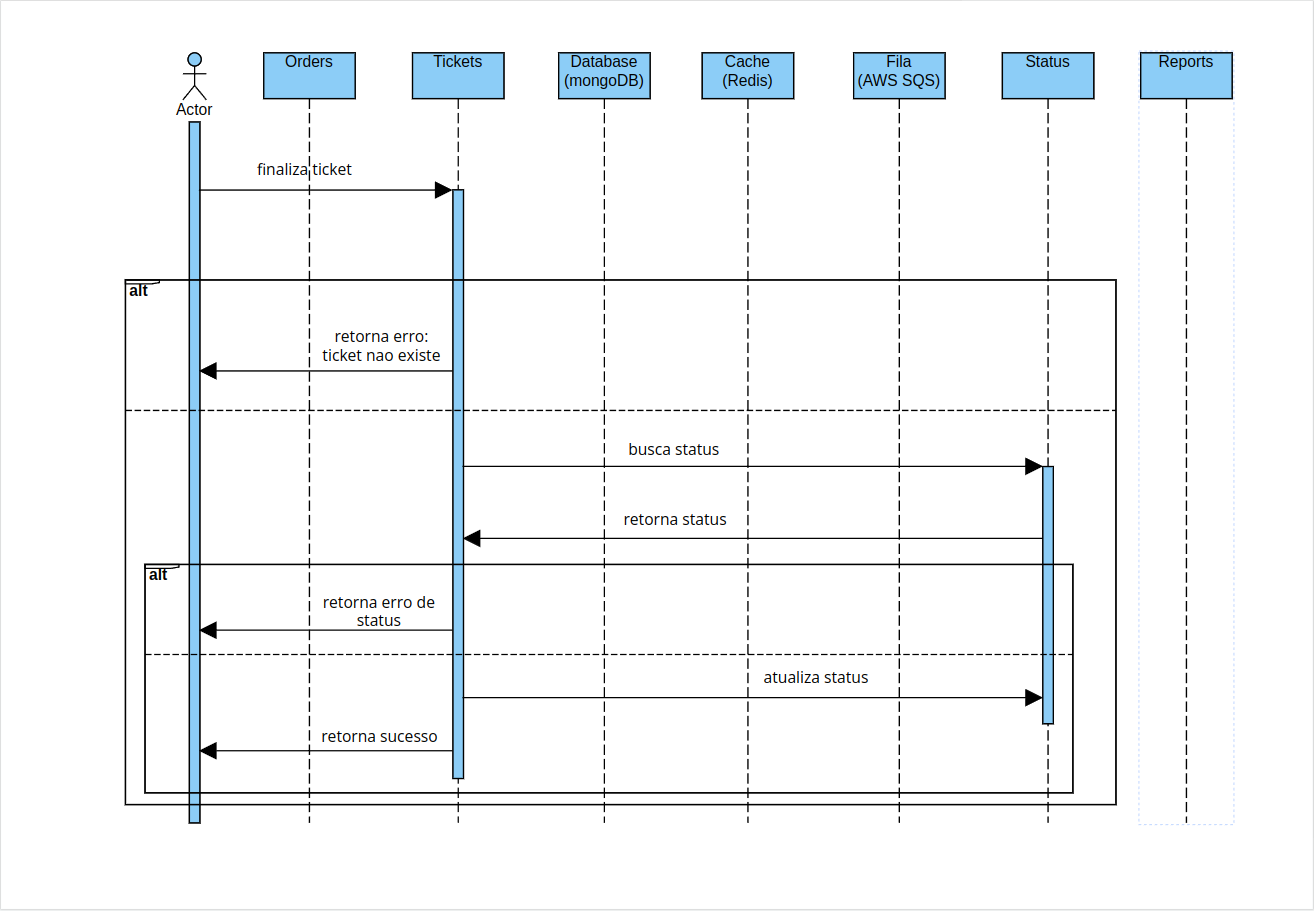 Actor
Orders
Tickets
Database
(mongoDB)
Cache
(Redis)
Fila
(AWS SQS)
Status
Reports
finaliza ticket
alt
retorna erro:
ticket nao existe
busca status
retorna status
alt
retorna erro de
status
atualiza status
retorna sucesso